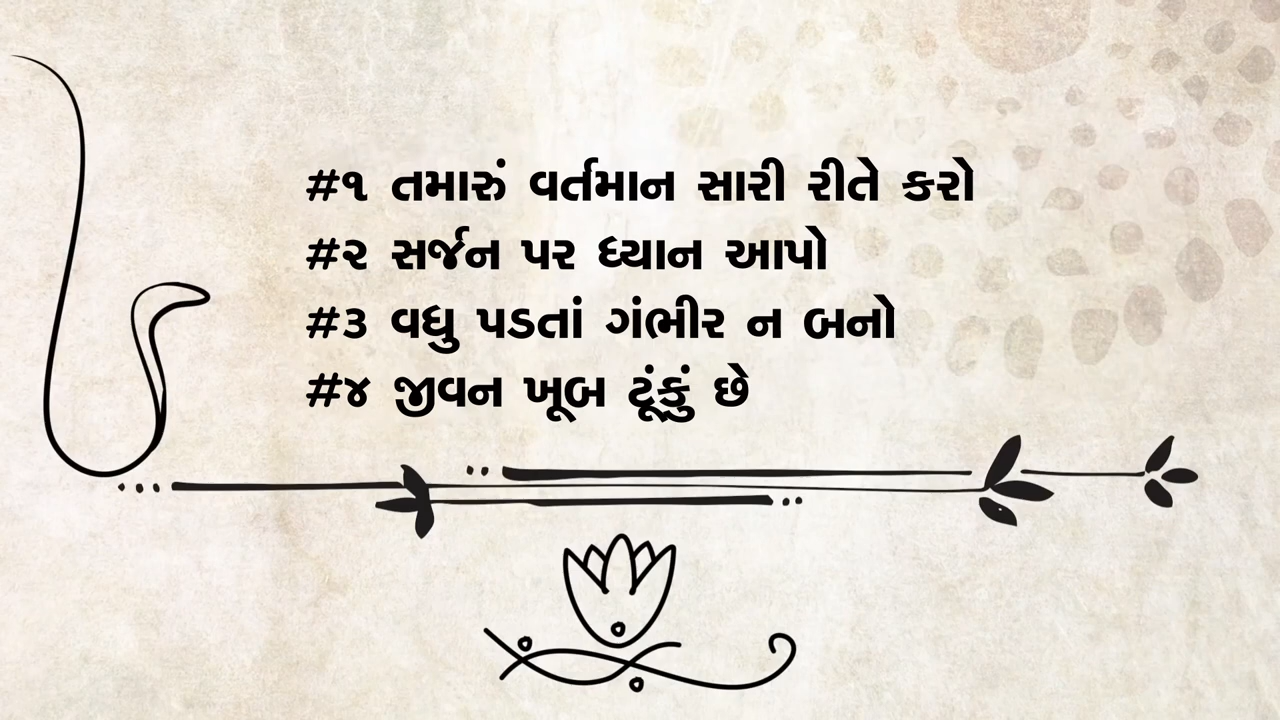 #૧ તમારું વર્તમાન સારી રીતે કરો
#૨ સર્જન પર ધ્યાન આપો
#૩ વધુ પડતાં ગંભીર ન બનો
#૪ જીવન ખૂબ ટૂંકું છે